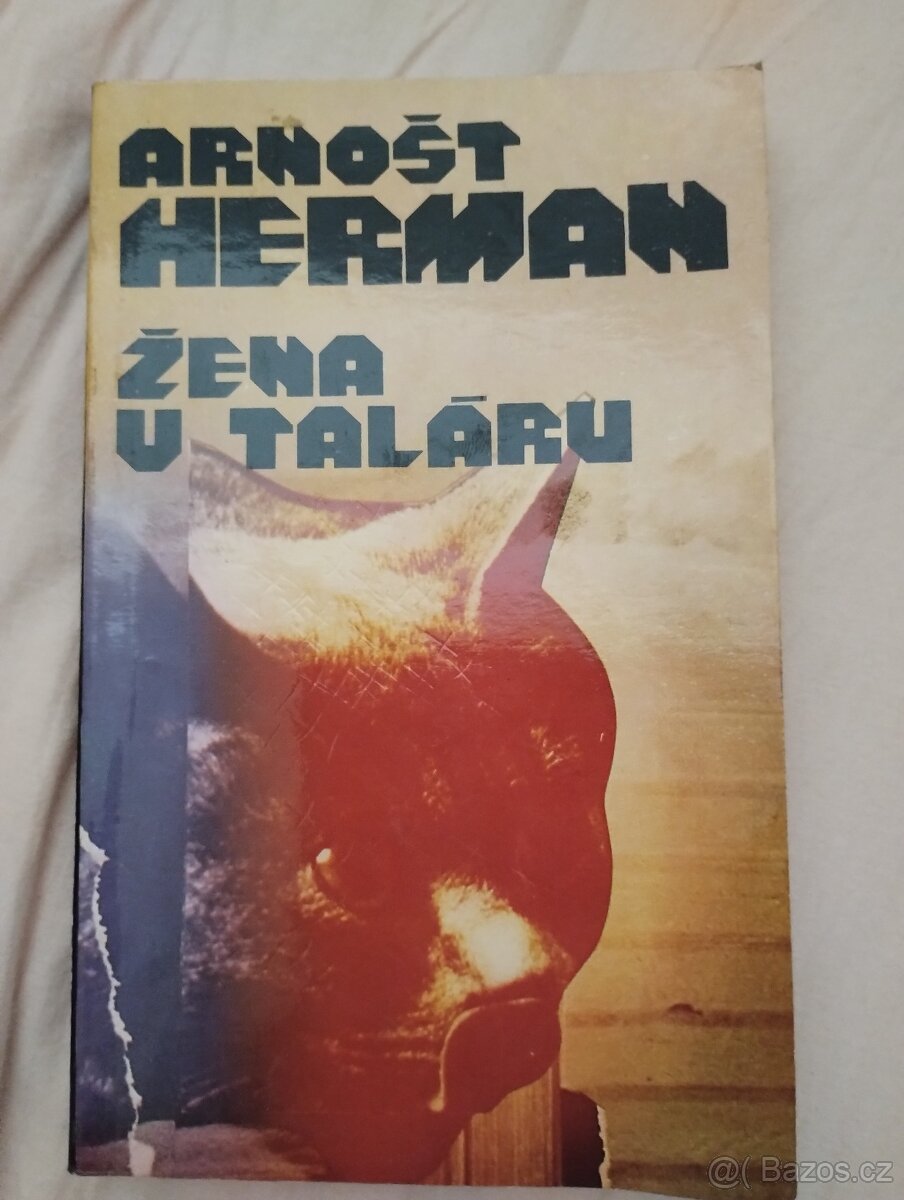 ARNOŠT
HERMAN
ŽENA
V TALÁRU
@( Bazos.cz